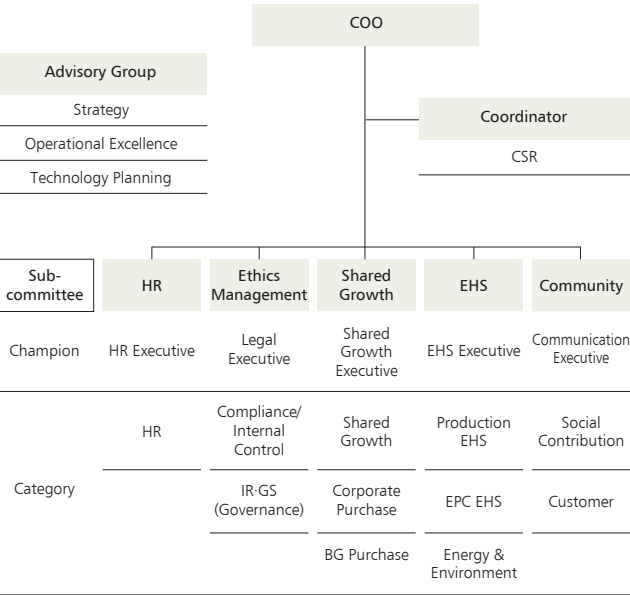 COO
Advisory Group
Strategy
Operational Excellence
Technology Planning
Coordinator
CSR
Sub-
committee
HR
Ethics
Management
Shared
Growth
EHS
Community
Champion
HR Executive
Legal
Executive
Shared
Growth
Executive
EHS Executive
Communication
Executive
Category
HR
Compliance/
Internal
Control
Shared
Growth
Production
EHS
Social
Contribution
IR·GS
(Governance)
Corporate
Purchase
EPC EHS
Customer
BG Purchase
Energy &
Environment